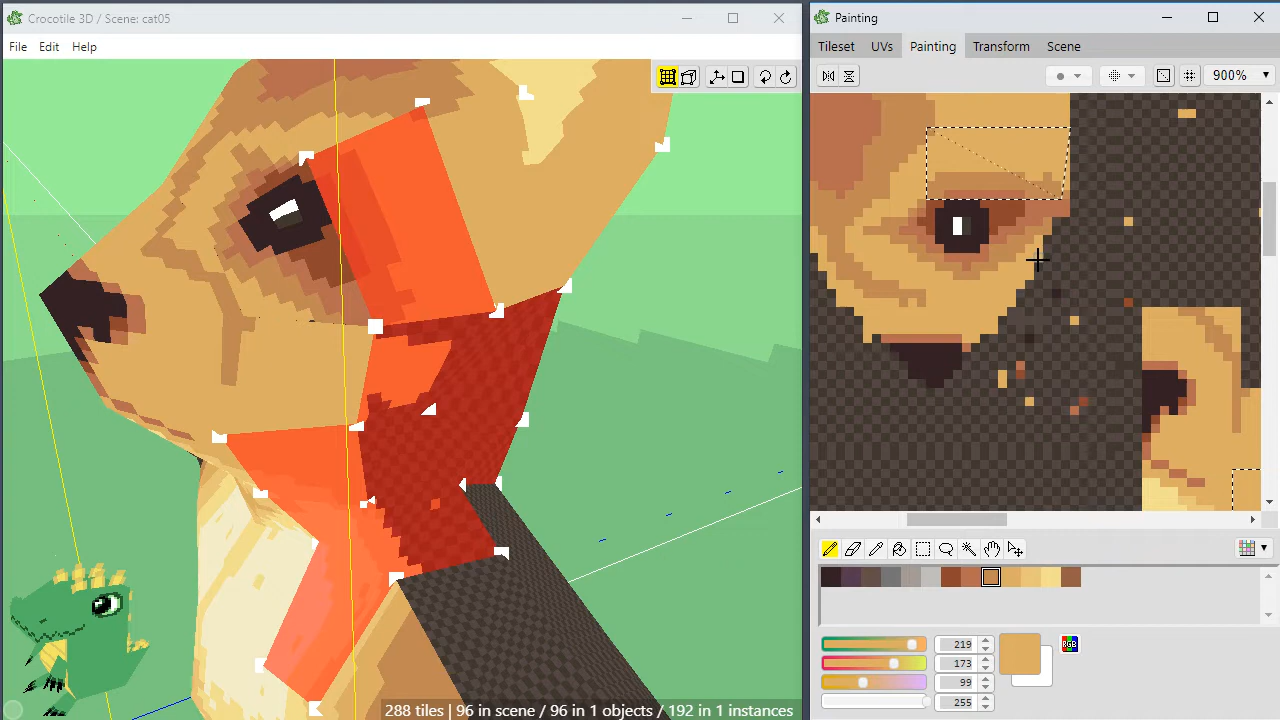 Crocotile 3D / Scene: cat05
File Edit Help
288 tiles | 96 in scene / 96 in 1 objects / 192 in 1 instances
Painting
Tileset UVs Painting Transform Scene
900%
219
173
99
255
RGB